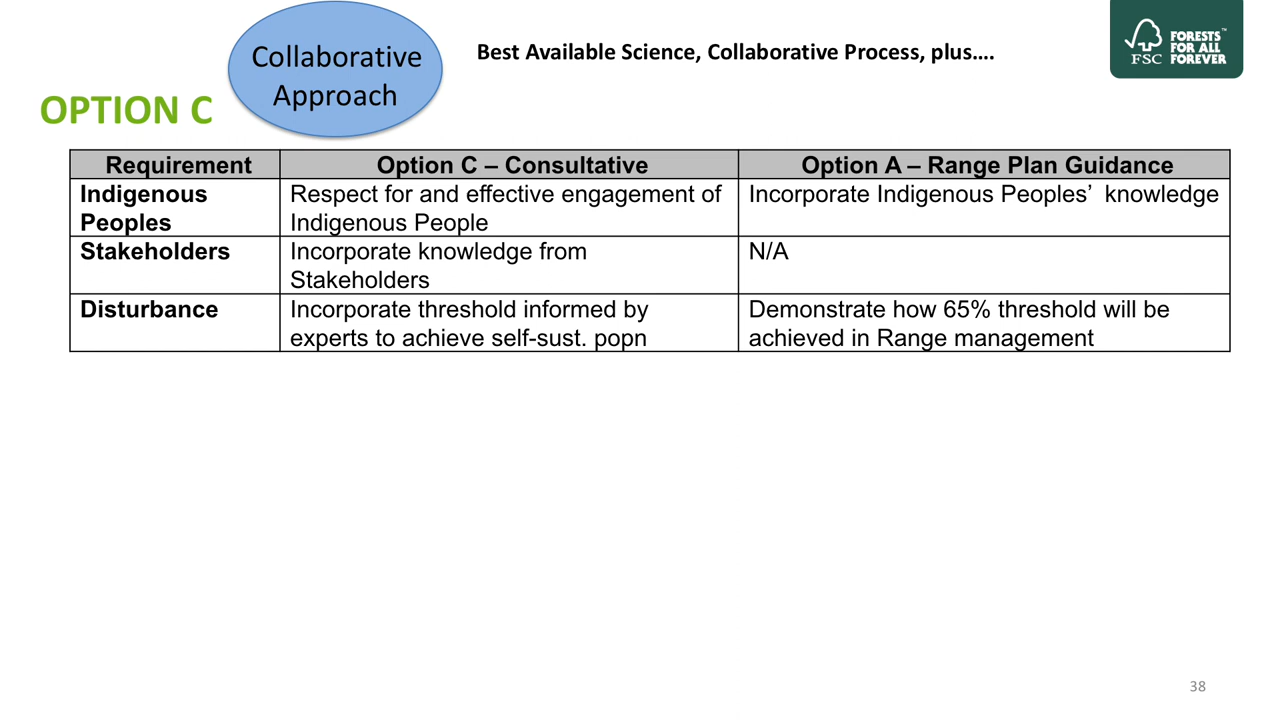 Collaborative
Approach
Best Available Science, Collaborative Process, plus….
FSC
FORESTS™
FOR ALL
FOREVER
OPTION C
Requirement
Option C – Consultative
Option A – Range Plan Guidance
Indigenous
Peoples
Respect for and effective engagement of
Indigenous People
Incorporate Indigenous Peoples’  knowledge
Stakeholders
Incorporate knowledge from
Stakeholders
N/A
Disturbance
Incorporate threshold informed by
experts to achieve self-sust. popn
Demonstrate how 65% threshold will be
achieved in Range management
38